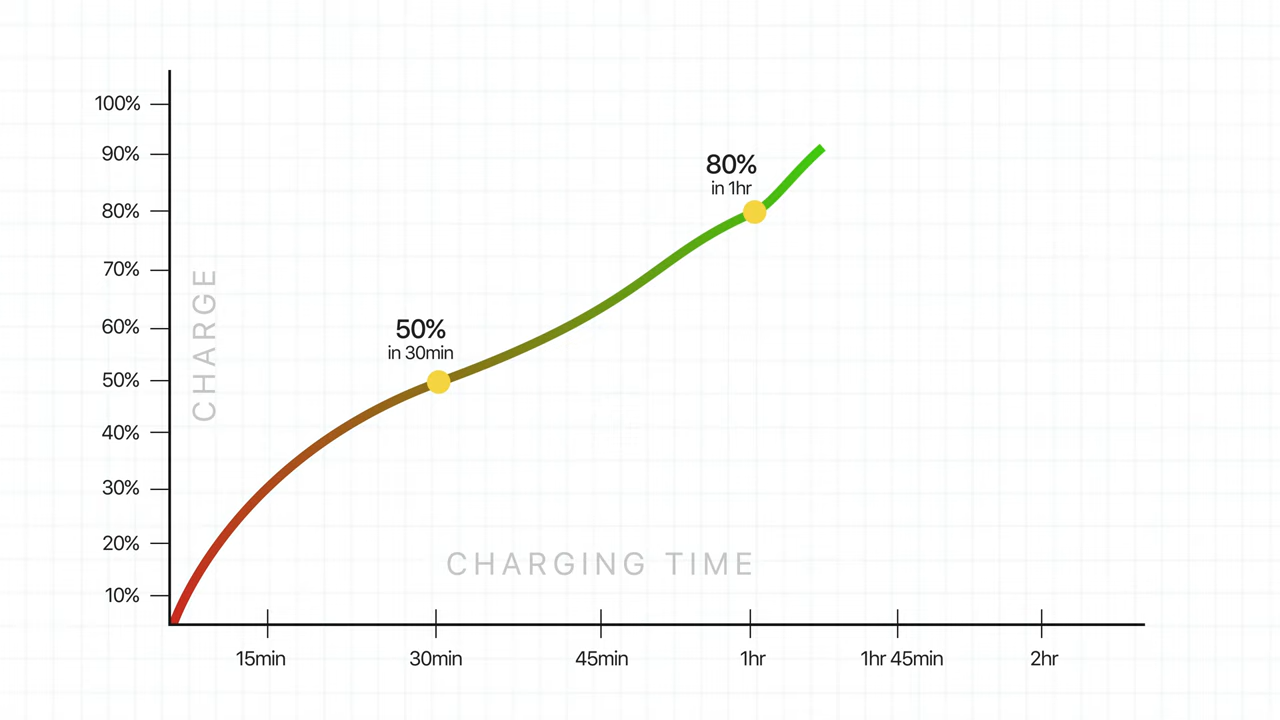 100%
90%
80%
70%
60%
50%
40%
30%
20%
10%
CHARGE
80%
in 1hr
50%
in 30min
CHARGING TIME
15min
30min
45min
1hr
1hr 45min
2hr